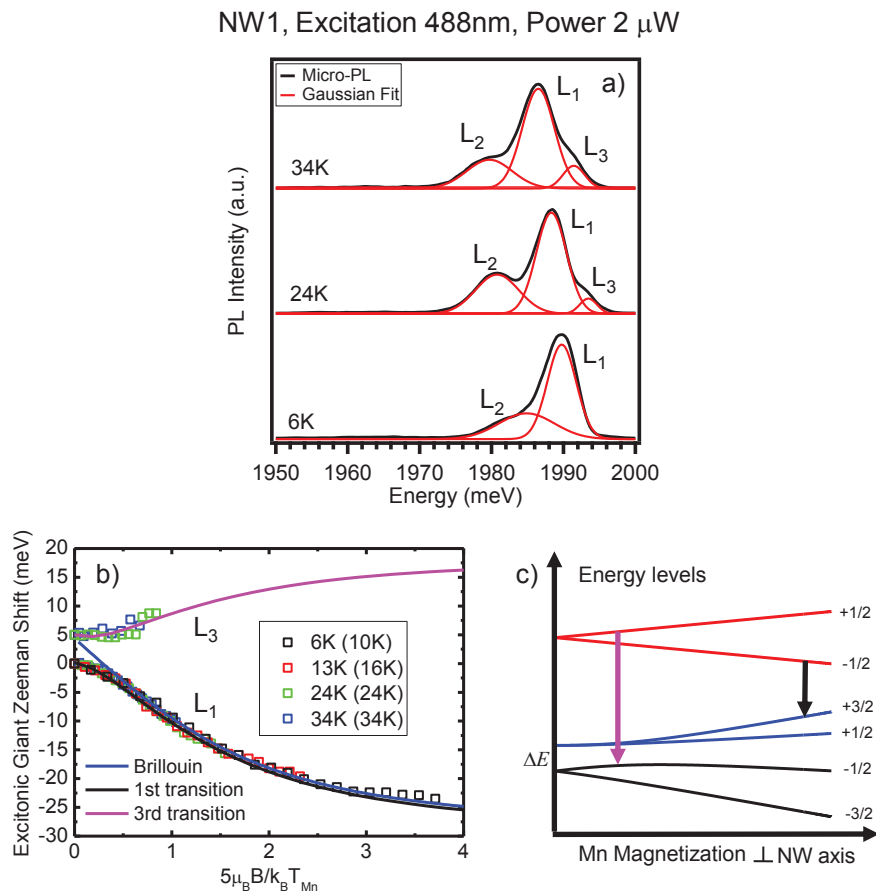 NW1, Excitation 488nm, Power 2 μW
a)
Micro-PL
Gaussian Fit
L₁
L₂
L₃
34K
L₁
L₂
L₃
24K
L₁
L₂
6K
PL Intensity (a.u.)
1950 1960 1970 1980 1990 2000
Energy (meV)
b)
20
15
10
5
0
-5
-10
-15
-20
-25
-30
Excitonic Giant Zeeman Shift (meV)
L₃
L₁
6K (10K)
13K (16K)
24K (24K)
34K (34K)
Brillouin
1st transition
3rd transition
0 1 2 3 4
5μ_BB/k_BT_Mn
c)
Energy levels
+1/2
-1/2
+3/2
+1/2
ΔE
-1/2
-3/2
Mn Magnetization ⊥ NW axis